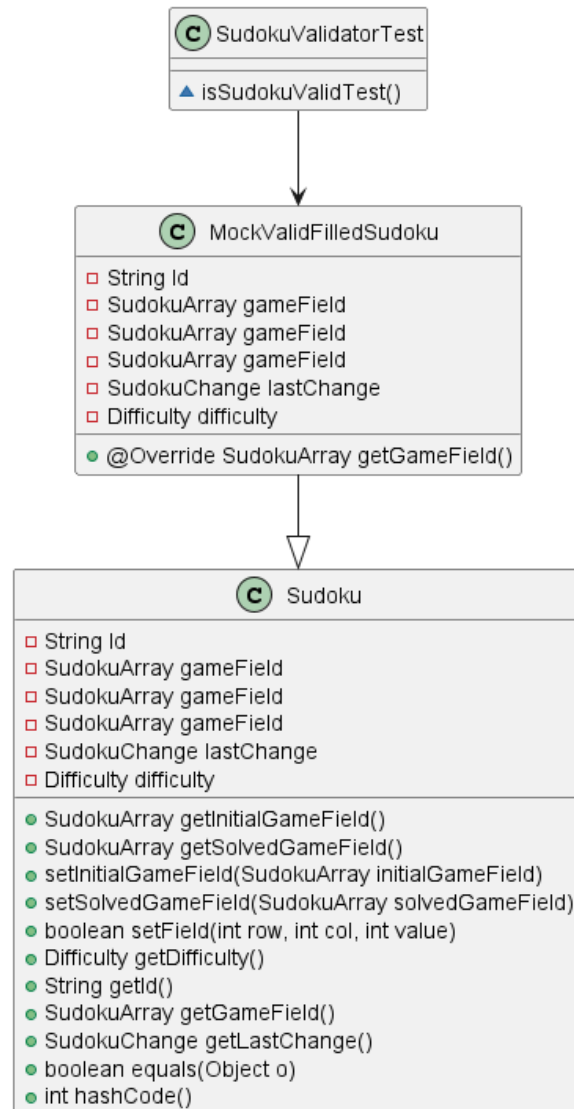 C SudokuValidatorTest
isSudokuValidTest()
C MockValidFilledSudoku
String Id
SudokuArray gameField
SudokuArray gameField
SudokuArray gameField
SudokuChange lastChange
Difficulty difficulty
@Override SudokuArray getGameField()
C Sudoku
String Id
SudokuArray gameField
SudokuArray gameField
SudokuArray gameField
SudokuChange lastChange
Difficulty difficulty
SudokuArray getInitialGameField()
SudokuArray getSolvedGameField()
setInitialGameField(SudokuArray initialGameField)
setSolvedGameField(SudokuArray solvedGameField)
boolean setField(int row, int col, int value)
Difficulty getDifficulty()
String getId()
SudokuArray getGameField()
SudokuChange getLastChange()
boolean equals(Object o)
int hashCode()